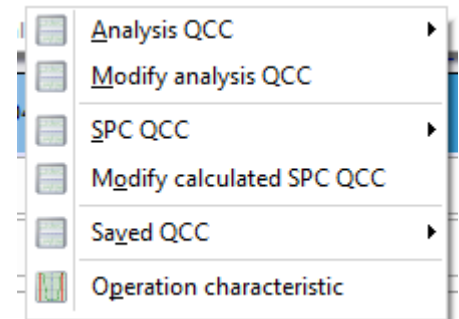 Analysis QCC
Modify analysis QCC
SPC QCC
Modify calculated SPC QCC
Saved QCC
Operation characteristic